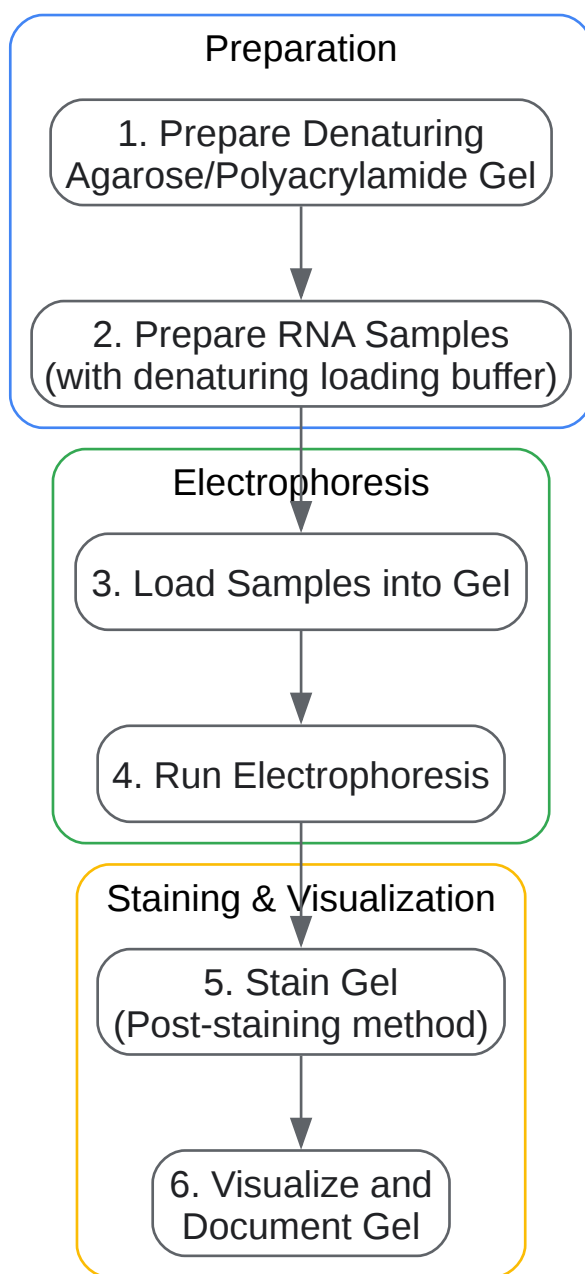 Preparation
1. Prepare Denaturing
Agarose/Polyacrylamide Gel
2. Prepare RNA Samples
(with denaturing loading buffer)
Electrophoresis
3. Load Samples into Gel
4. Run Electrophoresis
Staining & Visualization
5. Stain Gel
(Post-staining method)
6. Visualize and
Document Gel